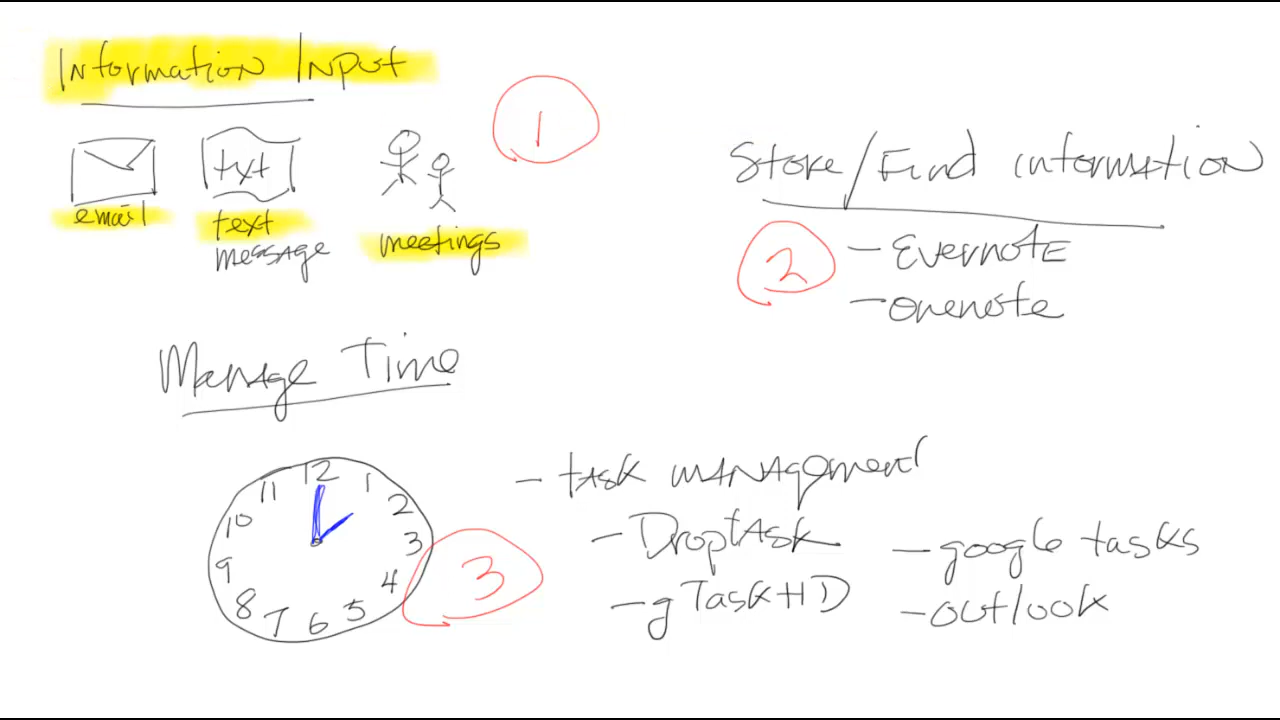 Information Input
1
txt
email
text
message
meetings
Store/Find information
2
- Evernote
- onenote
Manage Time
12
1
2
3
4
5
6
7
8
9
10
11
3
- task management
- Droptask
- gTaskHD
- google tasks
- outlook